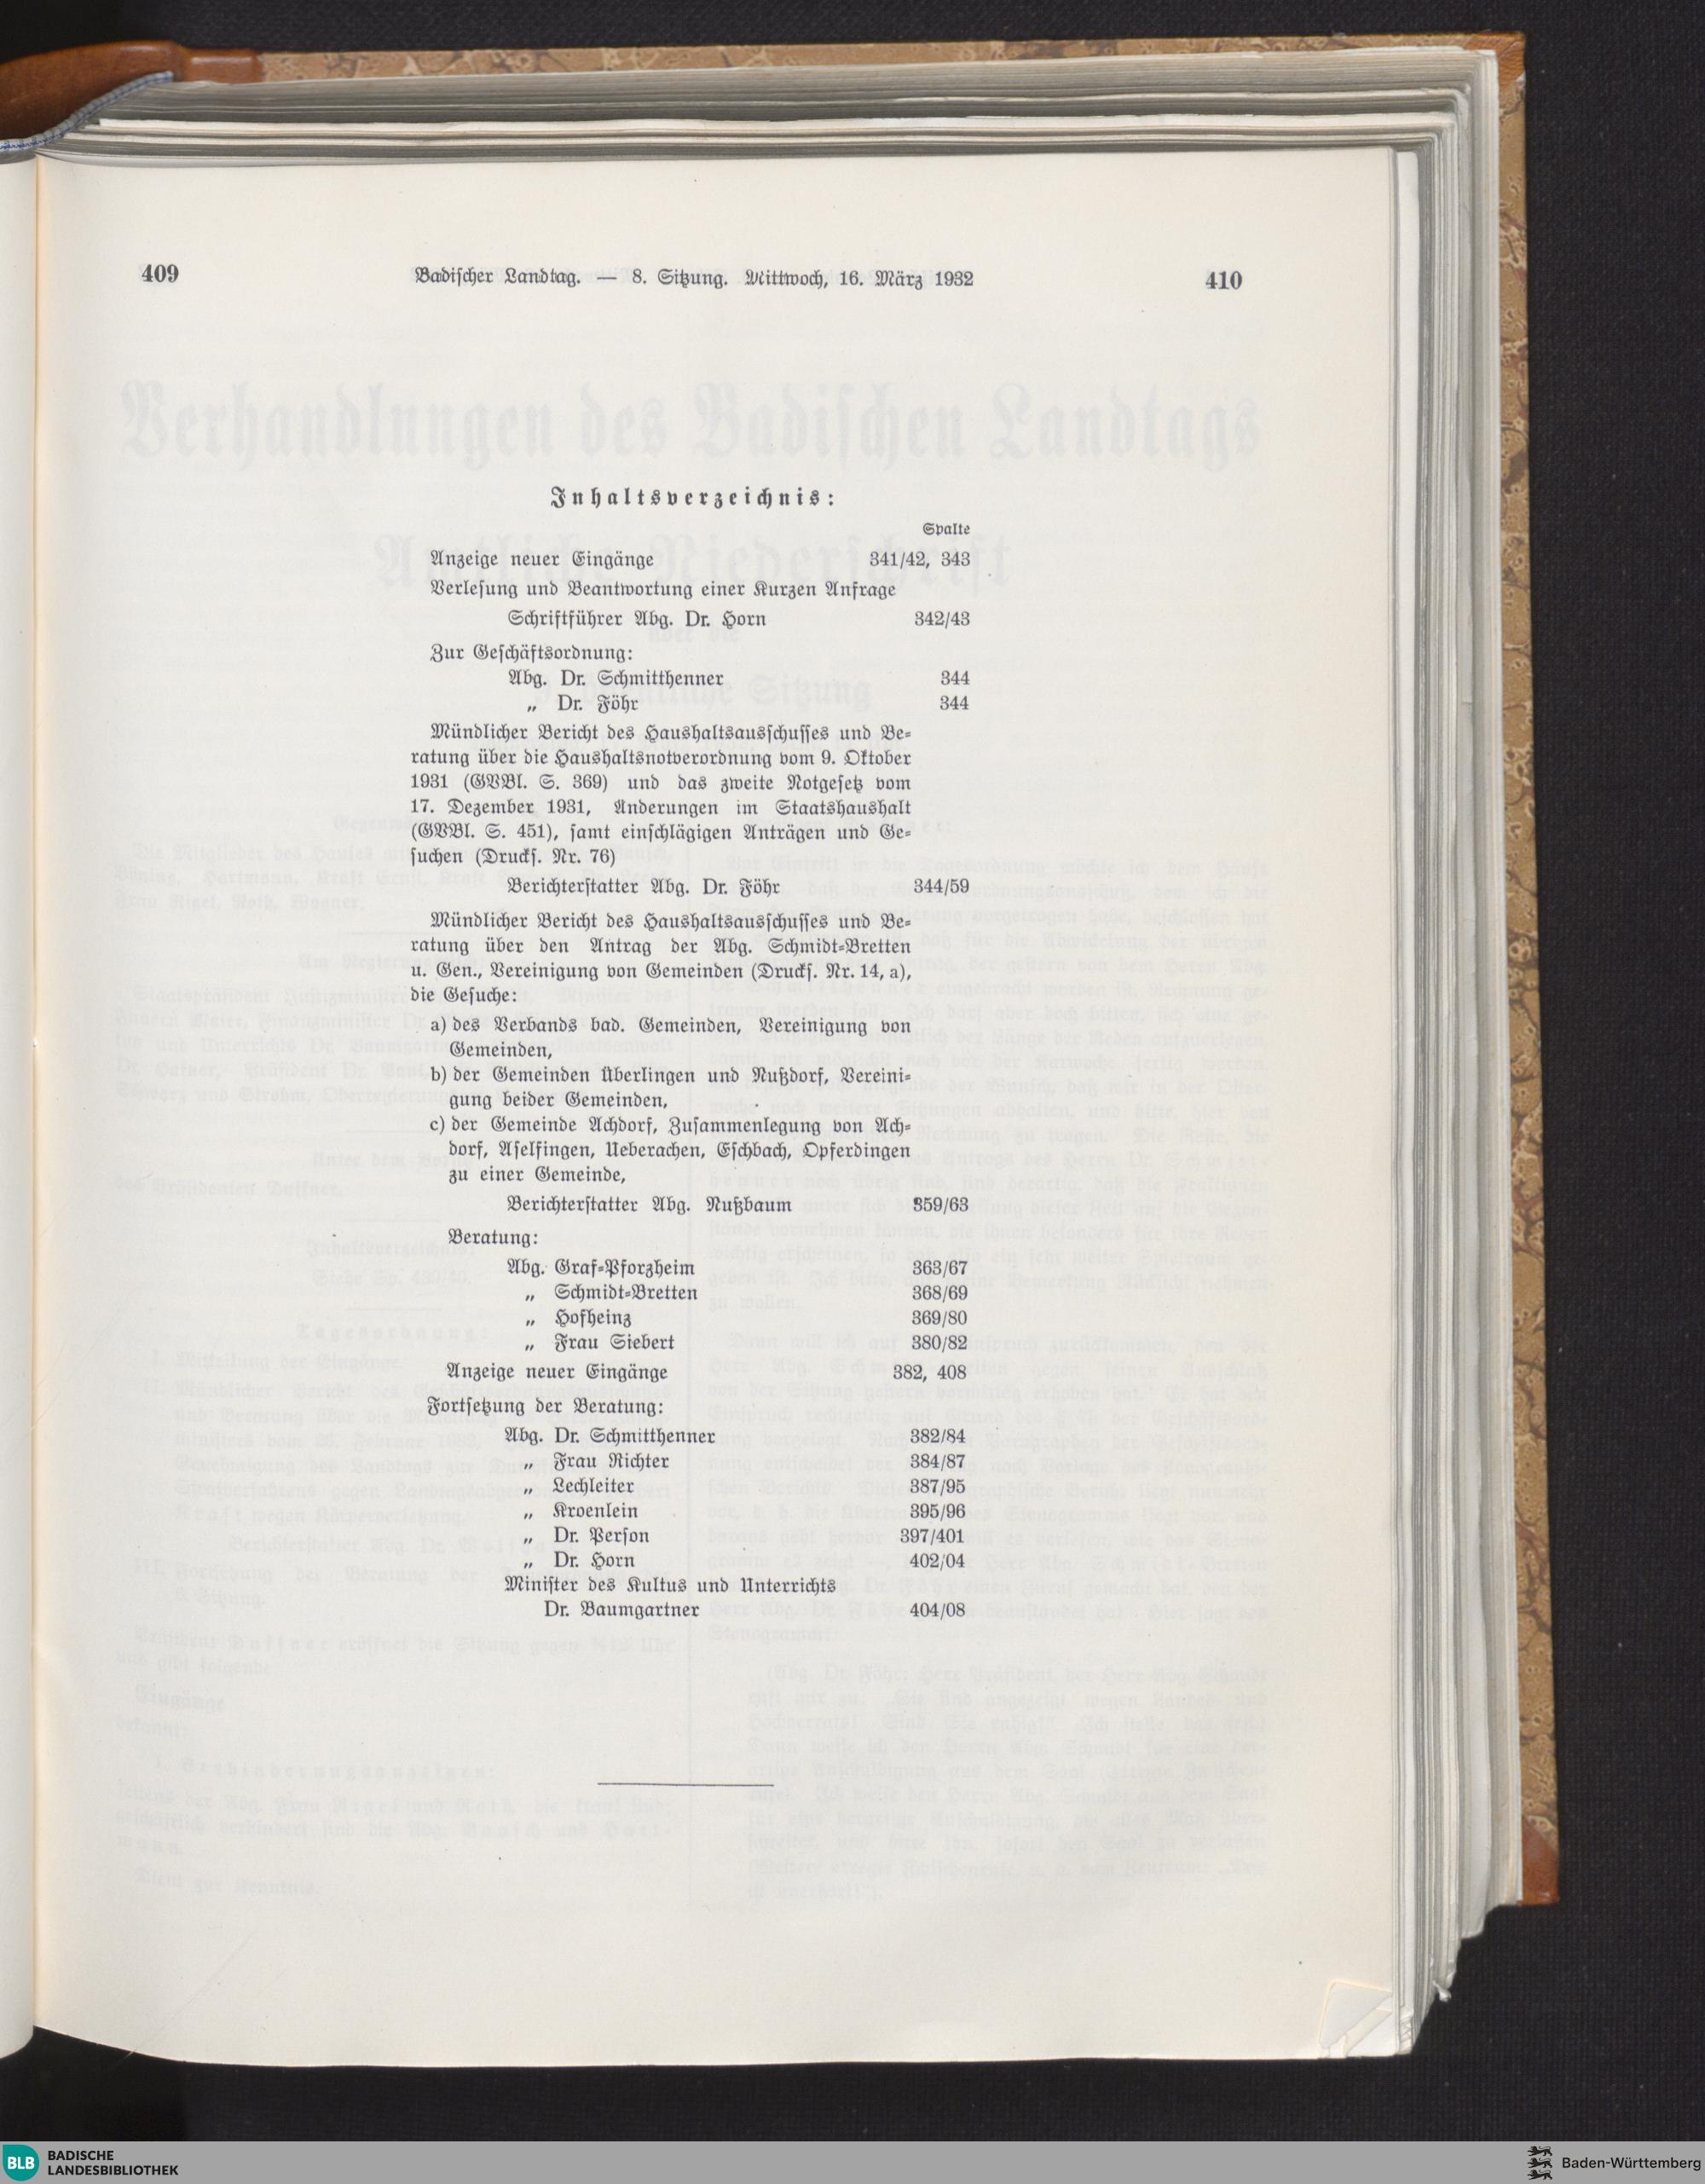 409 Badischer Landtag. — 8. Sitzung. Mittwoch, 16. März 1932 410
Inhaltsverzeichnis:
Spalte
Anzeige neuer Eingänge 341/42, 343
Verlesung und Beantwortung einer Kurzen Anfrage
Schriftführer Abg. Dr. Horn 342/43
Zur Geschäftsordnung:
Abg. Dr. Schmitthenner 344
„ Dr. Föhr 344
Mündlicher Bericht des Haushaltsausschusses und Be-
ratung über die Haushaltsnotverordnung vom 9. Oktober
1931 (GVBl. S. 369) und das zweite Notgesetz vom
17. Dezember 1931, Änderungen im Staatshaushalt
(GVBl. S. 451), samt einschlägigen Anträgen und Ge-
suchen (Drucks. Nr. 76)
Berichterstatter Abg. Dr. Föhr 344/59
Mündlicher Bericht des Haushaltsausschusses und Be-
ratung über den Antrag der Abg. Schmidt-Bretten
u. Gen., Vereinigung von Gemeinden (Drucks. Nr. 14, a),
die Gesuche:
a) des Verbands bad. Gemeinden, Vereinigung von
Gemeinden,
b) der Gemeinden Überlingen und Nußdorf, Vereini-
gung beider Gemeinden,
c) der Gemeinde Achdorf, Zusammenlegung von Ach-
dorf, Aselfingen, Ueberachen, Eschbach, Opferdingen
zu einer Gemeinde,
Berichterstatter Abg. Nußbaum 359/63
Beratung:
Abg. Graf-Pforzheim 363/67
„ Schmidt-Bretten 368/69
„ Hofheinz 369/80
„ Frau Siebert 380/82
Anzeige neuer Eingänge 382, 408
Fortsetzung der Beratung:
Abg. Dr. Schmitthenner 382/84
„ Frau Richter 384/87
„ Lechleiter 387/95
„ Kroenlein 395/96
„ Dr. Person 397/401
„ Dr. Horn 402/04
Minister des Kultus und Unterrichts
Dr. Baumgartner 404/08
BLB BADISCHE
LANDESBIBLIOTHEK
Baden-Württemberg